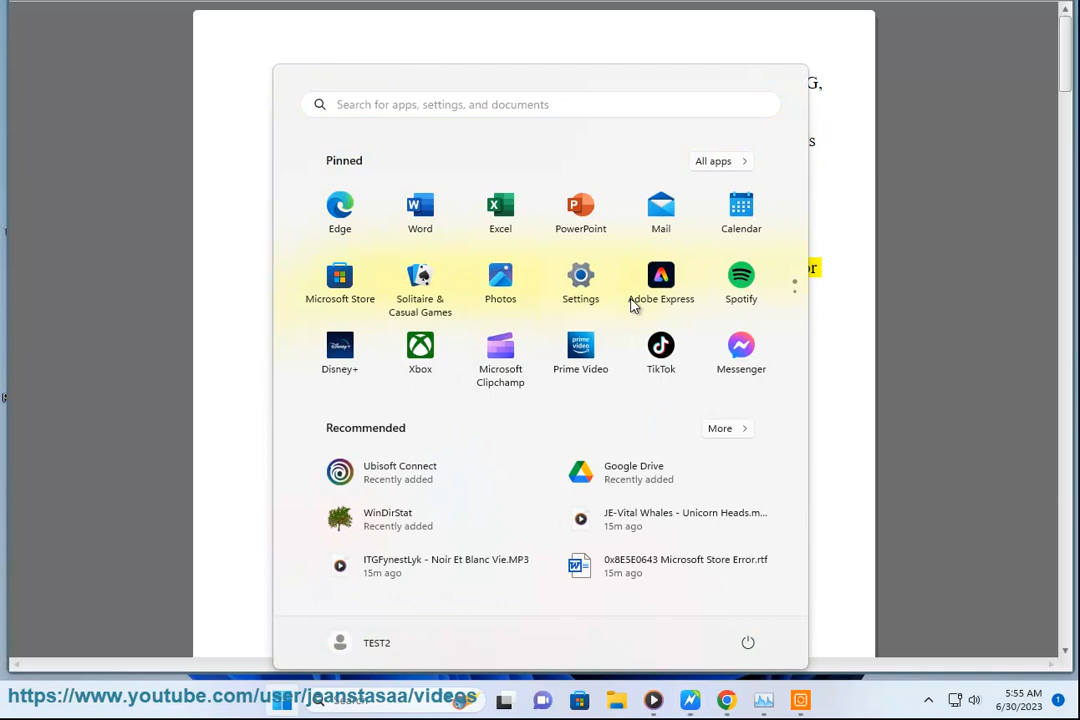 G,
Search for apps, settings, and documents
s
Pinned
All apps
Edge
Word
Excel
PowerPoint
Mail
Calendar
or
Microsoft Store
Solitaire &
Casual Games
Photos
Settings
Adobe Express
Spotify
Disney+
Xbox
Microsoft
Clipchamp
Prime Video
TikTok
Messenger
Recommended
More
Ubisoft Connect
Recently added
Google Drive
Recently added
WinDirStat
Recently added
JE-Vital Whales - Unicorn Heads.m...
15m ago
ITGFynestLyk - Noir Et Blanc Vie.MP3
15m ago
0x8E5E0643 Microsoft Store Error.rtf
15m ago
TEST2
https://www.youtube.com/user/jeanstasaa/videos
5:55 AM
6/30/2023
1